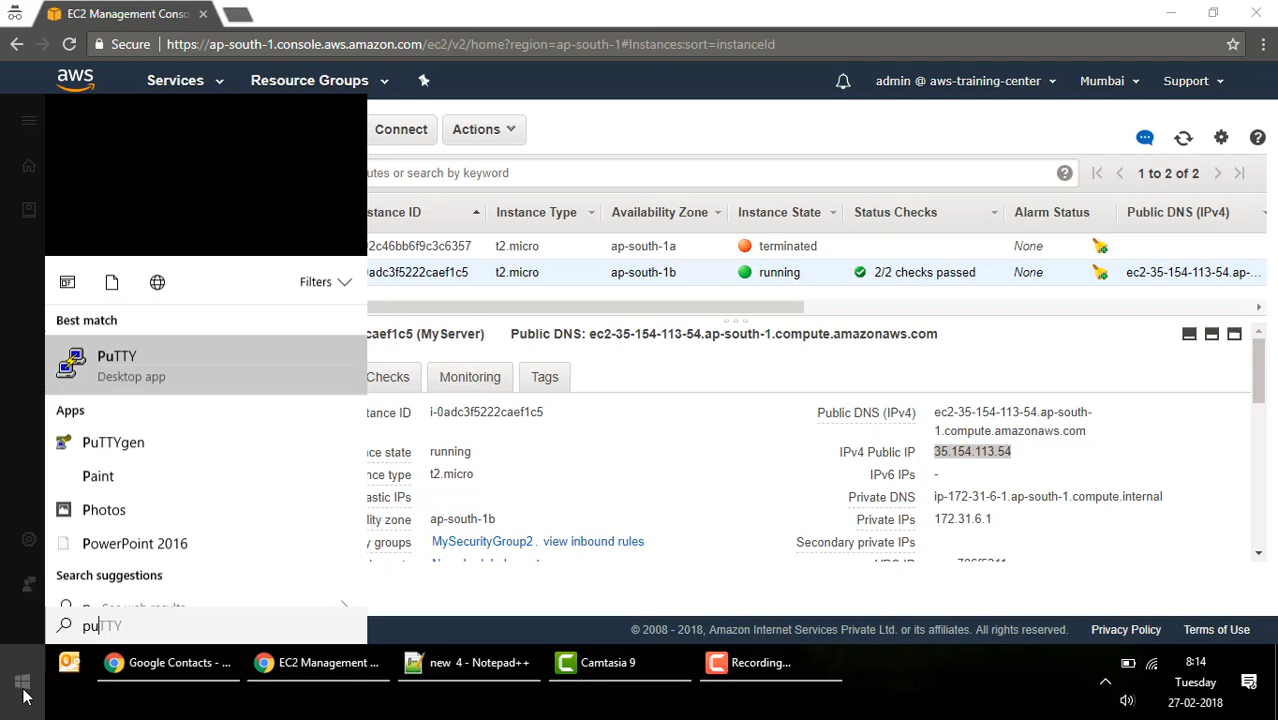 EC2 Management Conso
Secure https://ap-south-1.console.aws.amazon.com/ec2/v2/home?region=ap-south-1#Instances:sort=instanceId
aws Services Resource Groups admin @ aws-training-center Mumbai Support
Connect Actions
utes or search by keyword 1 to 2 of 2
Filters
stance ID Instance Type Availability Zone Instance State Status Checks Alarm Status Public DNS (IPv4)
02c46bb6f9c3c6357 t2.micro ap-south-1a terminated None
0adc3f5222caef1c5 t2.micro ap-south-1b running 2/2 checks passed None ec2-35-154-113-54.ap-...
Best match
PuTTY
Desktop app
caef1c5 (MyServer) Public DNS: ec2-35-154-113-54.ap-south-1.compute.amazonaws.com
Checks Monitoring Tags
Apps
PuTTYgen
Paint
Photos
PowerPoint 2016
Search suggestions
See web results
puTTY
tance ID i-0adc3f5222caef1c5
nce state running
nce type t2.micro
astic IPs
lity zone ap-south-1b
y groups MySecurityGroup2 . view inbound rules
Public DNS (IPv4) ec2-35-154-113-54.ap-south-
1.compute.amazonaws.com
IPv4 Public IP 35.154.113.54
IPv6 IPs -
Private DNS ip-172-31-6-1.ap-south-1.compute.internal
Private IPs 172.31.6.1
Secondary private IPs
© 2008 - 2018, Amazon Internet Services Private Ltd. or its affiliates. All rights reserved. Privacy Policy Terms of Use
Google Contacts - ... EC2 Management ... new 4 - Notepad++ Camtasia 9 Recording...
8:14
Tuesday
27-02-2018